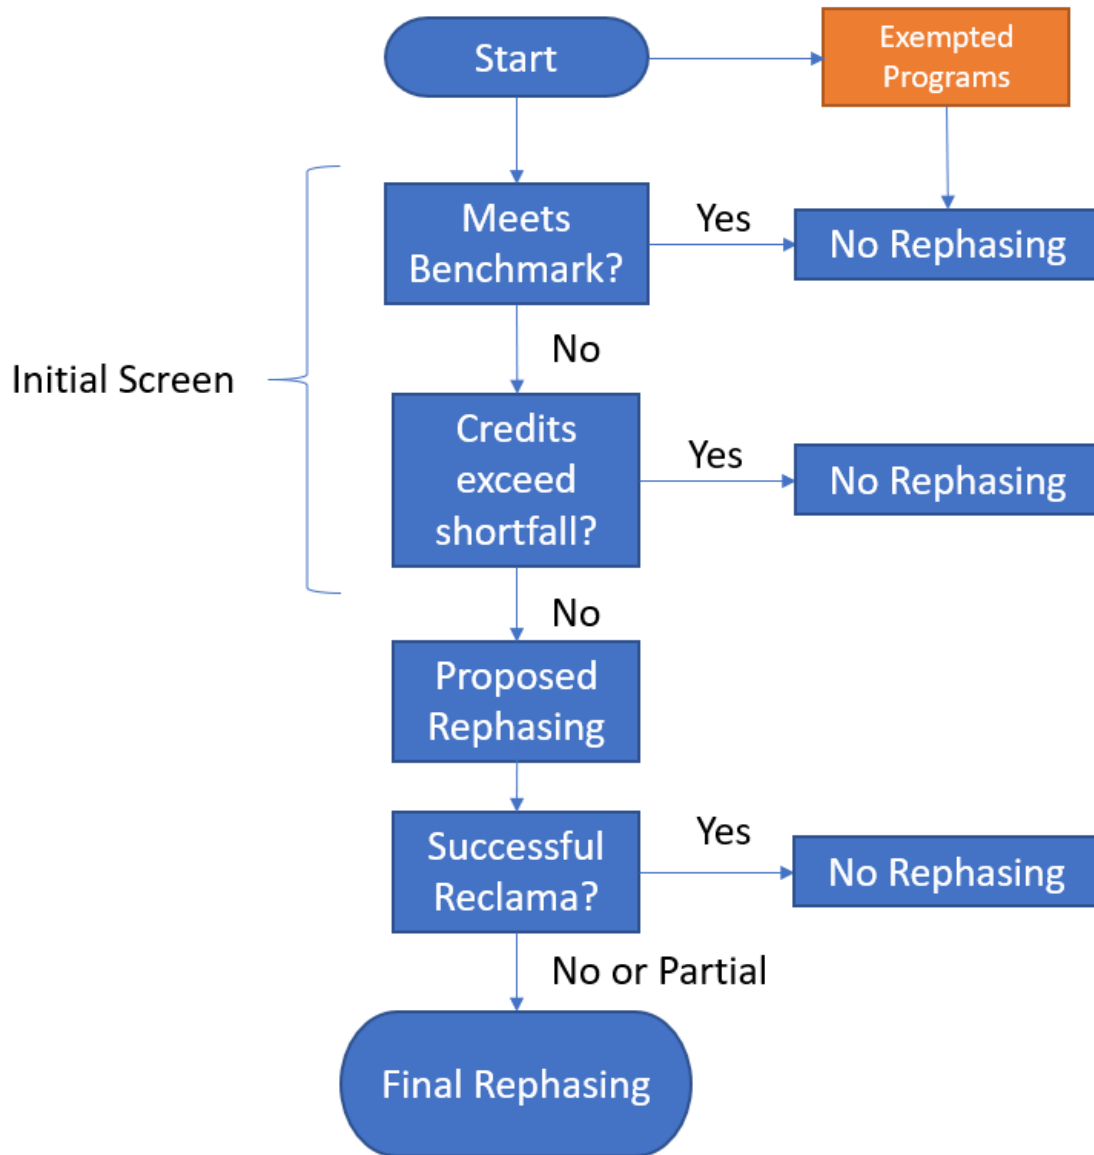 Start
Exempted
Programs
Meets
Benchmark?
Yes
No Rephasing
No
Initial Screen
Credits
exceed
shortfall?
Yes
No Rephasing
No
Proposed
Rephasing
Successful
Reclama?
Yes
No Rephasing
No or Partial
Final Rephasing